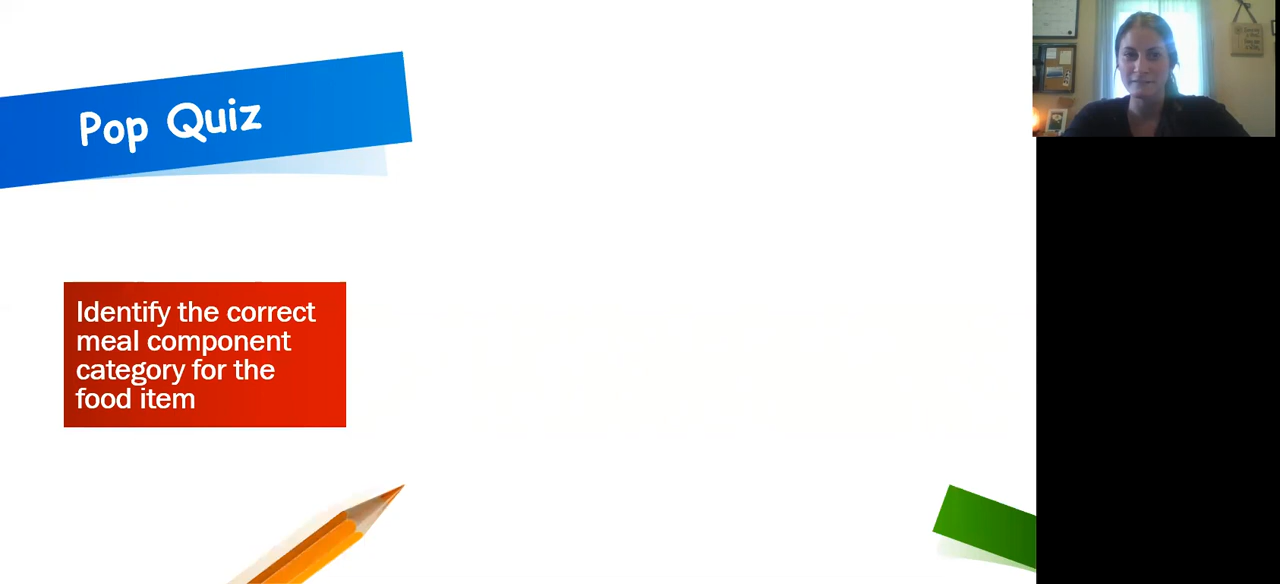 Pop Quiz
Identify the correct
meal component
category for the
food item